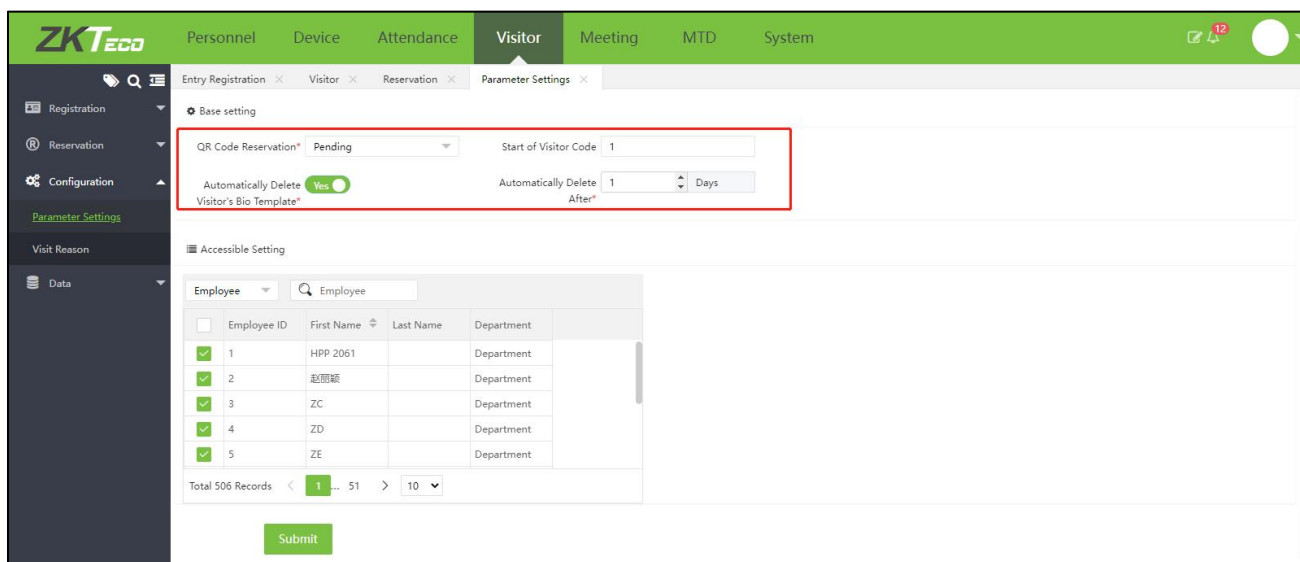 ZKTECO Personnel Device Attendance Visitor Meeting MTD System 12
Entry Registration Visitor Reservation Parameter Settings
Registration
Reservation
Configuration
Parameter Settings
Visit Reason
Data
Base setting
QR Code Reservation* Pending Start of Visitor Code 1
Automatically Delete Yes Automatically Delete 1 Days
Visitor's Bio Template* After*
Accessible Setting
Employee Employee
Employee ID First Name Last Name Department
1 HPP 2061 Department
2 赵丽颖 Department
3 ZC Department
4 ZD Department
5 ZE Department
Total 506 Records < 1 ... 51 > 10
Submit